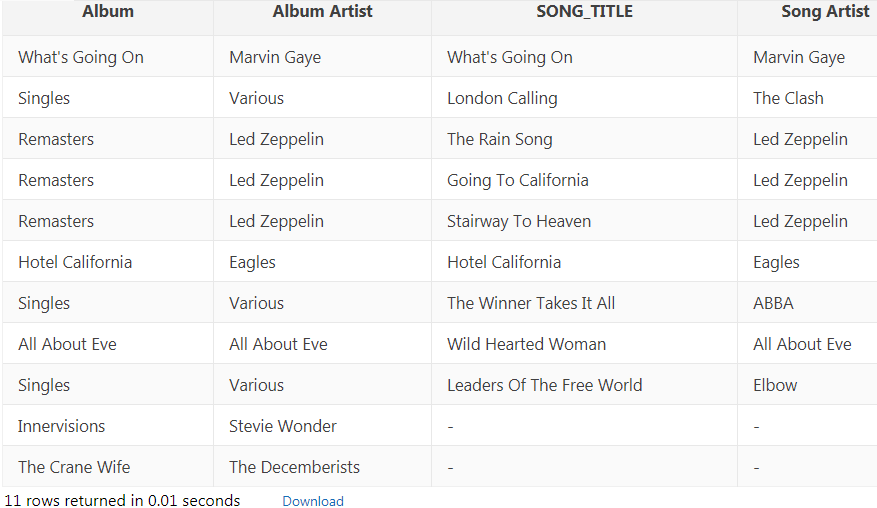 Album Album Artist SONG_TITLE Song Artist
What's Going On Marvin Gaye What's Going On Marvin Gaye
Singles Various London Calling The Clash
Remasters Led Zeppelin The Rain Song Led Zeppelin
Remasters Led Zeppelin Going To California Led Zeppelin
Remasters Led Zeppelin Stairway To Heaven Led Zeppelin
Hotel California Eagles Hotel California Eagles
Singles Various The Winner Takes It All ABBA
All About Eve All About Eve Wild Hearted Woman All About Eve
Singles Various Leaders Of The Free World Elbow
Innervisions Stevie Wonder - -
The Crane Wife The Decemberists - -
11 rows returned in 0.01 seconds Download